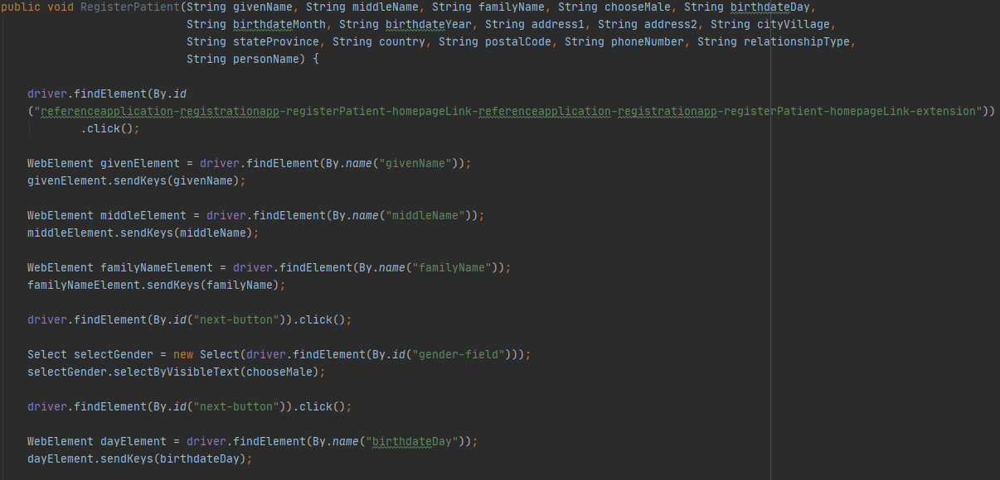 public void RegisterPatient(String givenName, String middleName, String familyName, String chooseMale, String birthdateDay,
String birthdateMonth, String birthdateYear, String address1, String address2, String cityVillage,
String stateProvince, String country, String postalCode, String phoneNumber, String relationshipType,
String personName) {
driver.findElement(By.id
("referenceapplication-registrationapp-registerPatient-homepageLink-referenceapplication-registrationapp-registerPatient-homepageLink-extension"))
.click();
WebElement givenElement = driver.findElement(By.name("givenName"));
givenElement.sendKeys(givenName);
WebElement middleElement = driver.findElement(By.name("middleName"));
middleElement.sendKeys(middleName);
WebElement familyNameElement = driver.findElement(By.name("familyName"));
familyNameElement.sendKeys(familyName);
driver.findElement(By.id("next-button")).click();
Select selectGender = new Select(driver.findElement(By.id("gender-field")));
selectGender.selectByVisibleText(chooseMale);
driver.findElement(By.id("next-button")).click();
WebElement dayElement = driver.findElement(By.name("birthdateDay"));
dayElement.sendKeys(birthdateDay);